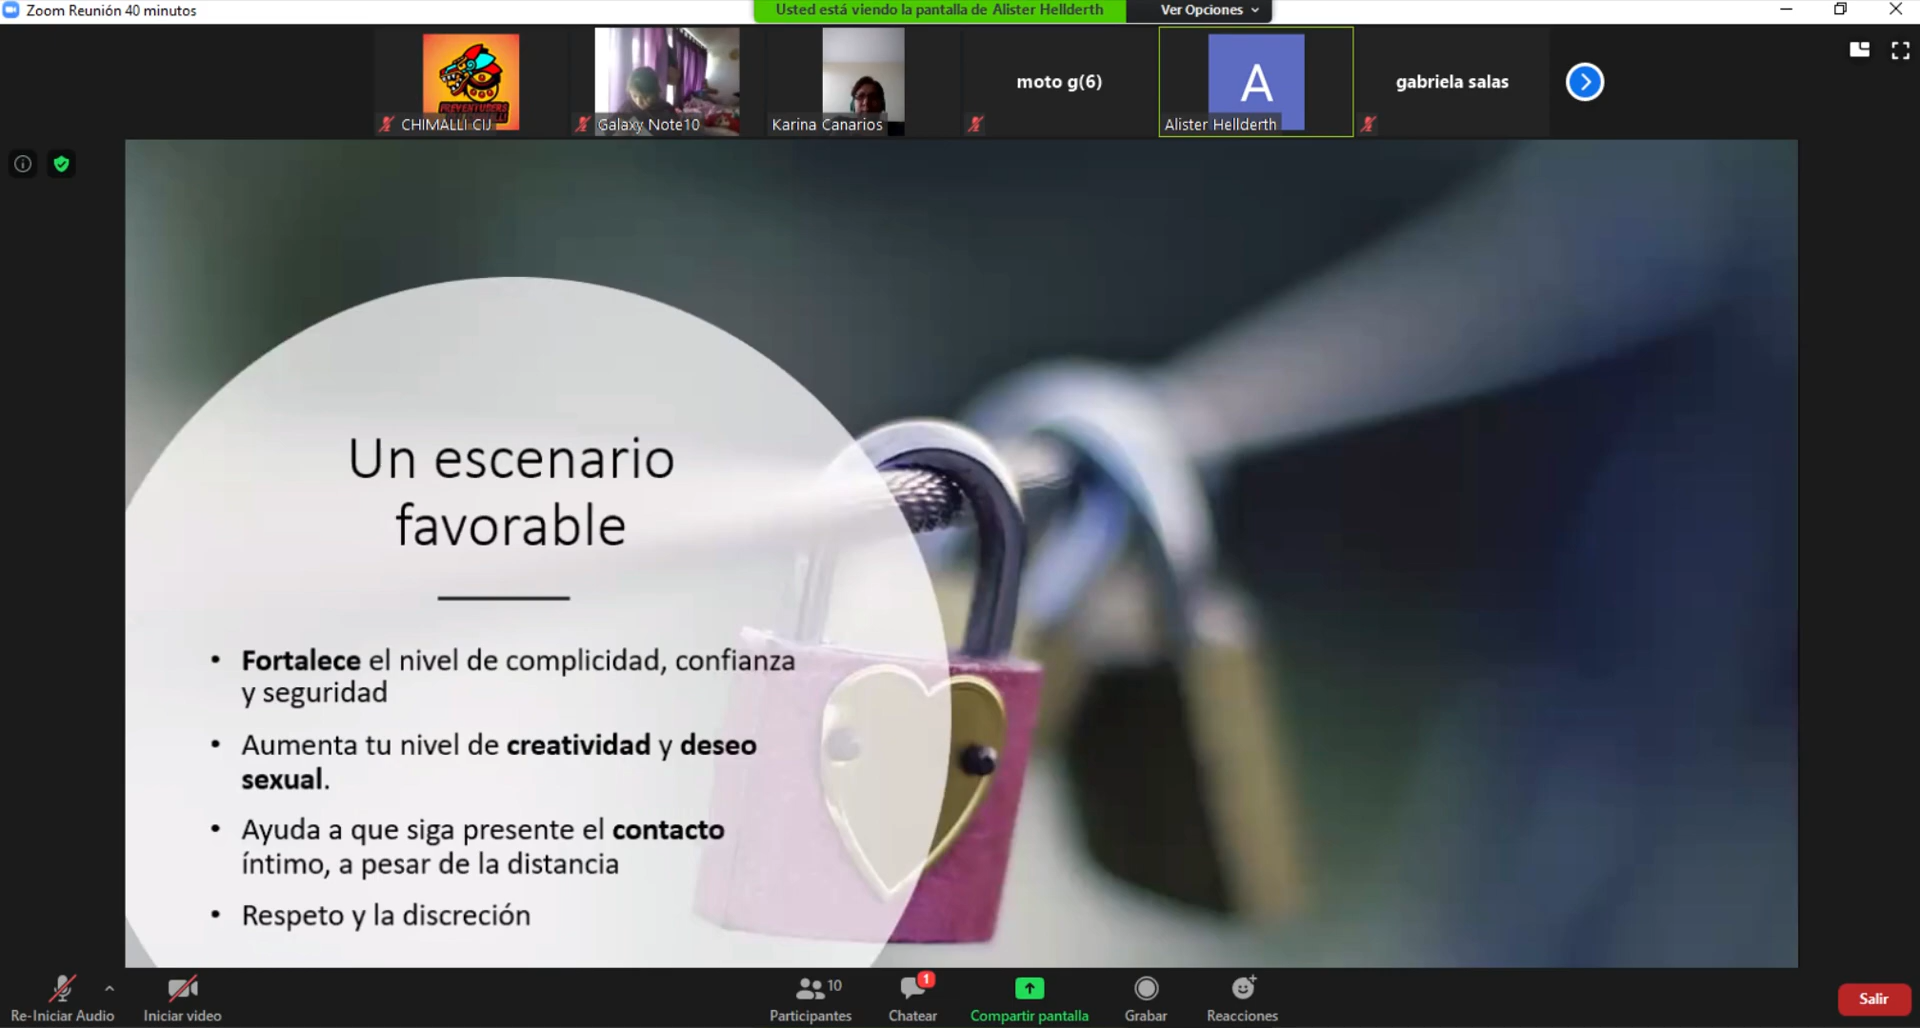 Zoom Reunión 40 minutos
Usted está viendo la pantalla de Alister Hellderth
Ver Opciones
CHIMALLI CIJ
Galaxy Note10
Karina Canarios
moto g(6)
A
Alister Hellderth
gabriela salas
Un escenario
favorable
• Fortalece el nivel de complicidad, confianza
y seguridad
• Aumenta tu nivel de creatividad y deseo
sexual.
• Ayuda a que siga presente el contacto
íntimo, a pesar de la distancia
• Respeto y la discreción
Re-Iniciar Audio
Iniciar video
10
Participantes
1
Chatear
Compartir pantalla
Grabar
Reacciones
Salir